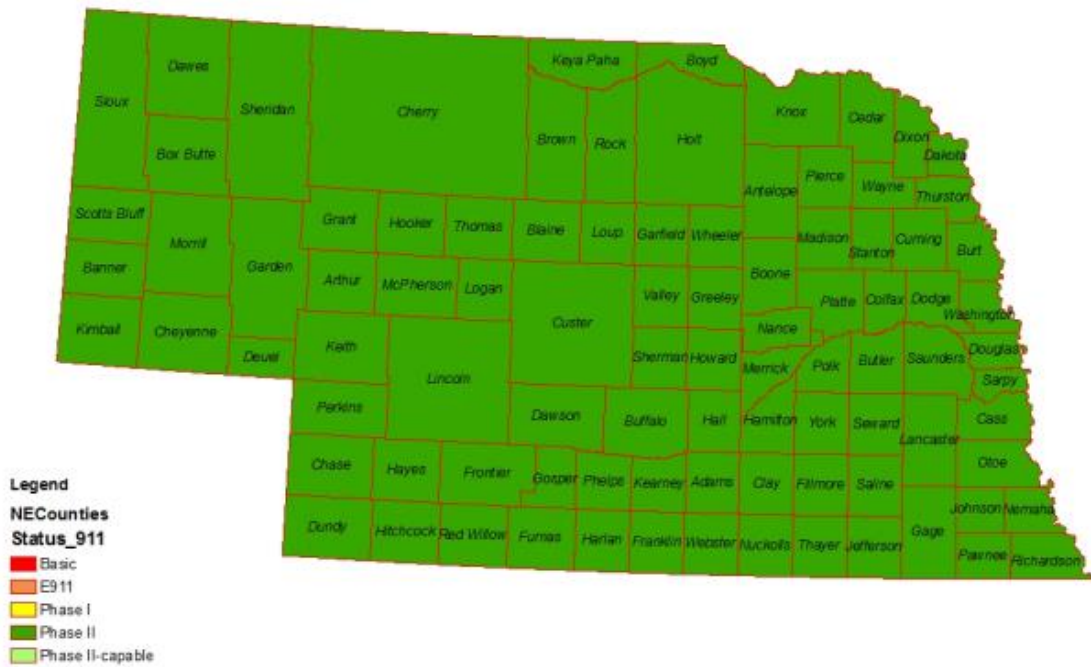 Keya Paha Boyd
Dawes
Sioux Sheridan Cherry Knox Cedar
Brown Rock Holt Dixon
Box Butte Dakota
Pierce
Antelope Wayne Thurston
Scotts Bluff Grant Hooker Thomas Blaine Loup Garfield Wheeler
Morrill Madison Stanton Cuming Burt
Banner Garden Boone
Arthur McPherson Logan
Valley Greeley Platte Colfax Dodge
Custer Washington
Kimball Cheyenne Nance
Keith Douglas
Deuel Sherman Howard Merrick Polk Butler Saunders
Lincoln Sarpy
Perkins Dawson Buffalo Hall Hamilton York Seward Cass
Lancaster
Chase Hayes Frontier Gosper Phelps Kearney Adams Clay Fillmore Saline Otoe
Johnson Nemaha
Dundy Hitchcock Red Willow Furnas Harlan Franklin Webster Nuckolls Thayer Jefferson Gage
Pawnee Richardson
Legend
NECounties
Status_911
Basic
E911
Phase I
Phase II
Phase II-capable